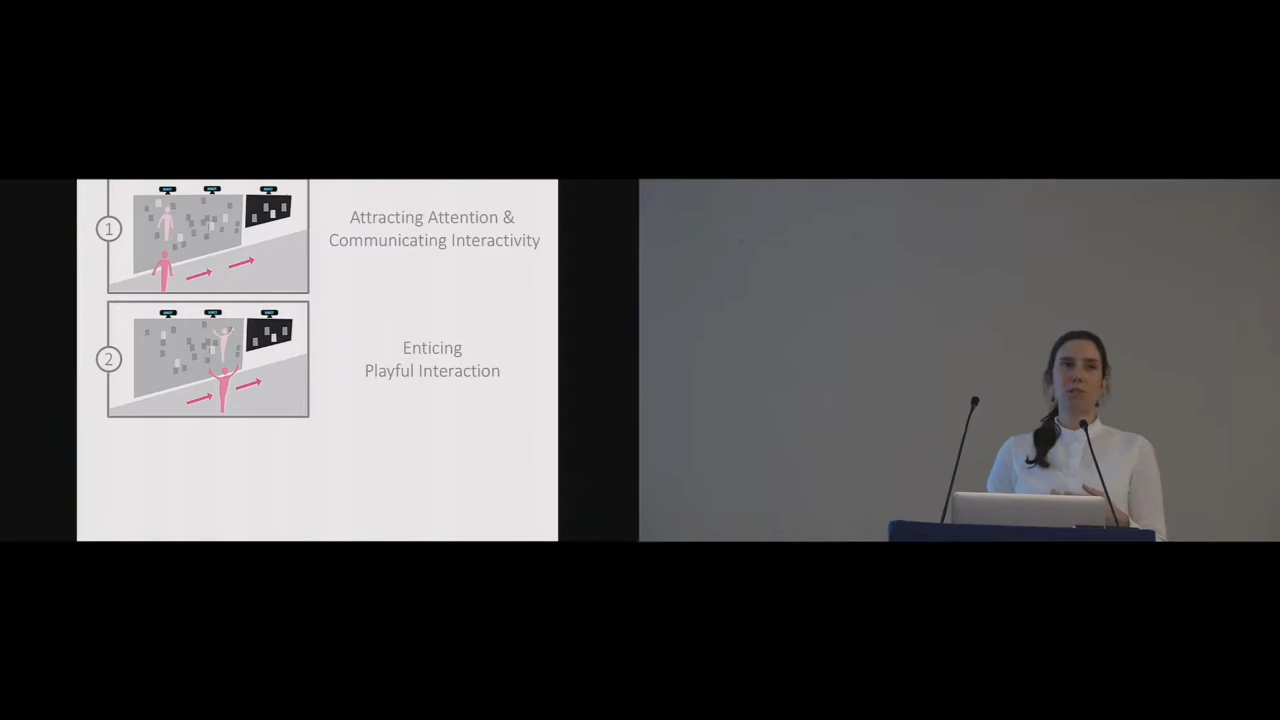 1
Attracting Attention &
Communicating Interactivity
2
Enticing
Playful Interaction